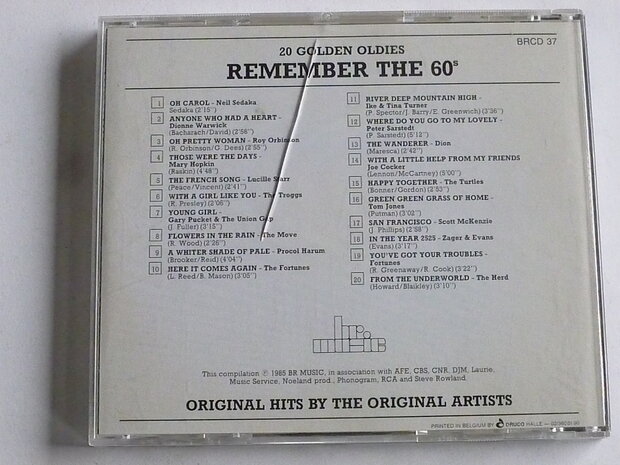 20 GOLDEN OLDIES
BRCD 37
REMEMBER THE 60s
1 OH CAROL - Neil Sedaka
Sedaka (2'15")
2 ANYONE WHO HAD A HEART -
Dionne Warwick
(Bacharach/David) (2'56")
3 OH PRETTY WOMAN - Roy Orbinson
(R. Orbinson/G. Dees) (2'55")
4 THOSE WERE THE DAYS -
Mary Hopkin
(Raskin) (4'48")
5 THE FRENCH SONG - Lucille Starr
(Peace/Vincent) (2'41")
6 WITH A GIRL LIKE YOU - The Troggs
(R. Presley) (2'06")
7 YOUNG GIRL -
Gary Pucket & The Union Gap
(J. Fuller) (3'15")
8 FLOWERS IN THE RAIN - The Move
(R. Wood) (2'26")
9 A WHITER SHADE OF PALE - Procol Harum
(Brooker/Reid) (4'04")
10 HERE IT COMES AGAIN - The Fortunes
(L. Reed/B. Mason) (3'05")
11 RIVER DEEP MOUNTAIN HIGH -
Ike & Tina Turner
(P. Spector/J. Barry/E. Greenwich) (3'36")
12 WHERE DO YOU GO TO MY LOVELY -
Peter Sarstedt
(P. Sarstedt) (5'12")
13 THE WANDERER - Dion
(Maresca) (2'42")
14 WITH A LITTLE HELP FROM MY FRIENDS
Joe Cocker
(Lennon/McCartney) (5'00")
15 HAPPY TOGETHER - The Turtles
(Bonner/Gordon) (2'53")
16 GREEN GREEN GRASS OF HOME -
Tom Jones
(Putman) (3'02")
17 SAN FRANCISCO - Scott McKenzie
(J. Phillips) (2'58")
18 IN THE YEAR 2525 - Zager & Evans
(Evans) (3'17")
19 YOU'VE GOT YOUR TROUBLES -
Fortunes
(R. Greenaway/R. Cook) (3'22")
20 FROM THE UNDERWORLD - The Herd
(Howard/Blaikley) (3'10")
br
music
This compilation ℗ 1985 BR MUSIC, in association with AFE, CBS, CNR, DJM, Laurie,
Music Service, Noeland prod., Phonogram, RCA and Steve Rowland
ORIGINAL HITS BY THE ORIGINAL ARTISTS
PRINTED IN BELGIUM BY DRUCO HALLE